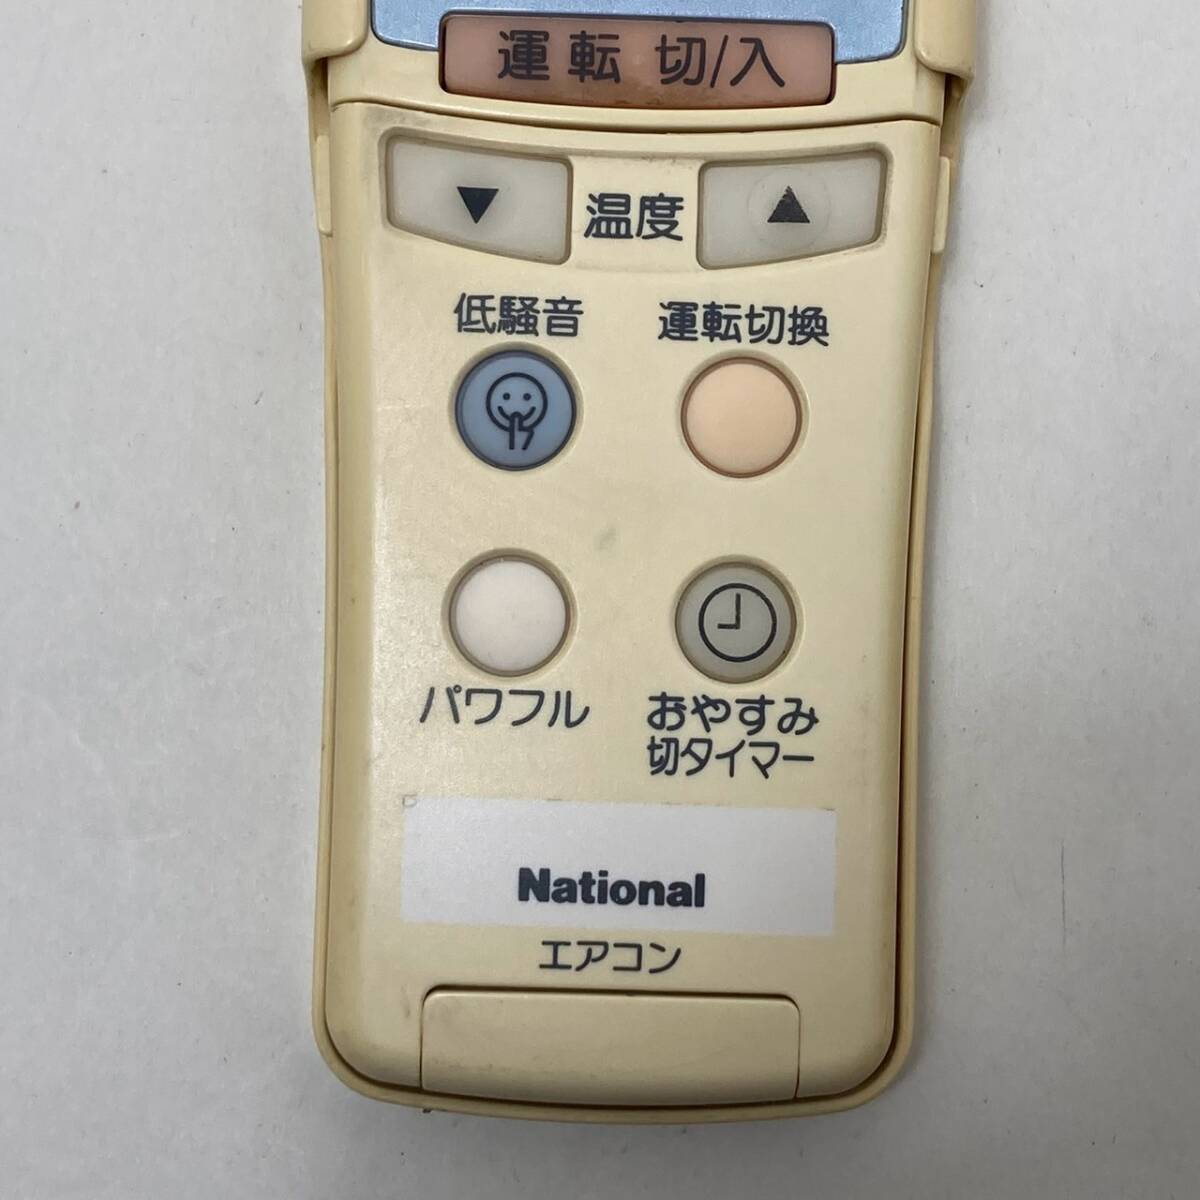 運転 切/入
▼ 温度 ▲
低騒音 運転切換
パワフル おやすみ
切タイマー
National
エアコン